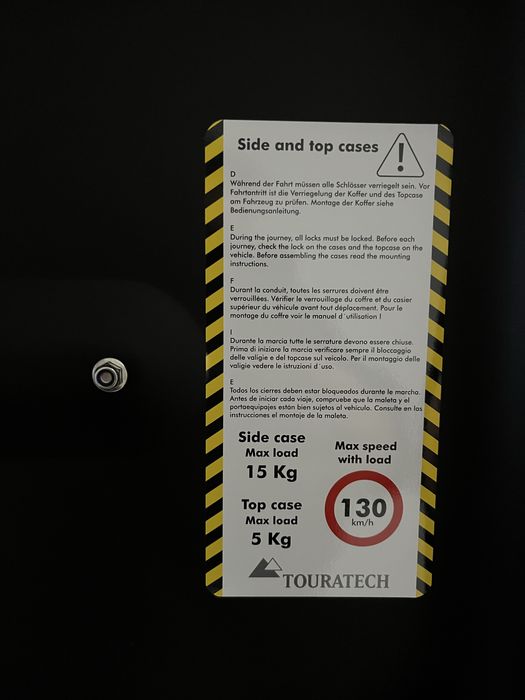 Side and top cases
D
Während der Fahrt müssen alle Schlösser verriegelt sein. Vor
Fahrtantritt ist die Verriegelung der Koffer und des Topcase
am Fahrzeug zu prüfen. Montage der Koffer siehe
Bedienungsanleitung.
E
During the journey, all locks must be locked. Before each
journey, check the lock on the cases and the topcase on the
vehicle. Before assembling the cases read the mounting
instructions.
F
Durant la conduit, toutes les serrures doivent être
verrouillées. Vérifier le verrouillage du coffre et du casier
supérieur du véhicule avant tout déplacement. Pour le
montage du coffre voir le manuel d´utilisation I
I
Durante la marcia tutte le serrature devono essere chiuse.
Prima di iniziare la marcia verificare sempre il bloccaggio
delle valigie e del topcase sul veicolo. Per il montaggio delle
valigie vedere le istruzioni d´uso.
E
Todos los cierres deben estar bloqueados durante la marcha.
Antes de iniciar cada viaje, compruebe que la maleta y el
portaequipajes están bien sujetos al vehículo. Consulte en las
instrucciones el montaje de la maleta.
Side case
Max load
15 Kg
Top case
Max load
5 Kg
Max speed
with load
130
km/h
TOURATECH